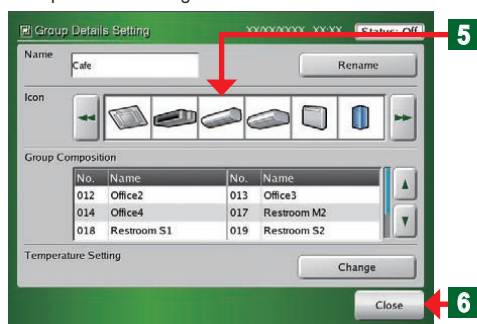 Group Details Setting XX/XX/XXXX XX:XX Status: Off
5
Name
Cafe
Rename
Icon
Group Composition
No. Name No. Name
012 Office2 013 Office3
014 Office4 017 Restroom M2
018 Restroom S1 019 Restroom S2
Temperature Setting
Change
Close
6